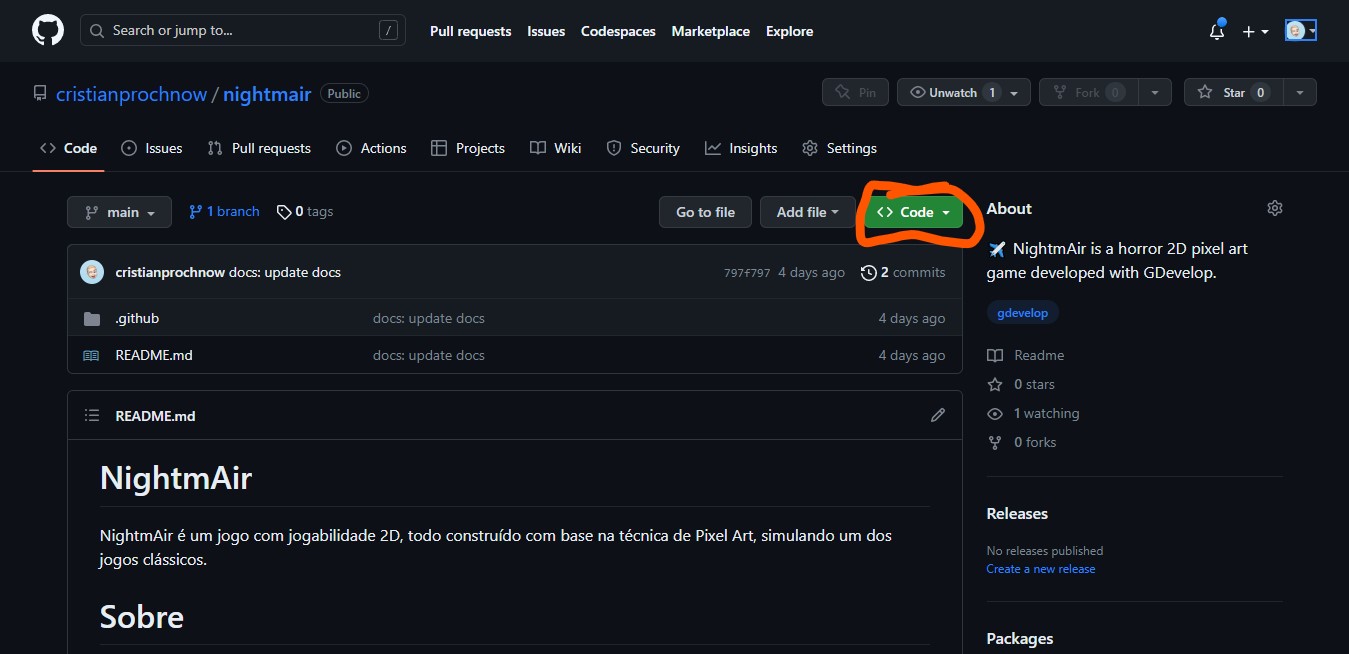 Search or jump to... /
Pull requests Issues Codespaces Marketplace Explore
cristianprochnow / nightmair Public
Pin Unwatch 1 Fork 0 Star 0
Code Issues Pull requests Actions Projects Wiki Security Insights Settings
main 1 branch 0 tags Go to file Add file Code
cristianprochnow docs: update docs 797f797 4 days ago 2 commits
.github docs: update docs 4 days ago
README.md docs: update docs 4 days ago
README.md
NightmAir
NightmAir é um jogo com jogabilidade 2D, todo construído com base na técnica de Pixel Art, simulando um dos
jogos clássicos.
Sobre
About
NightmAir is a horror 2D pixel art
game developed with GDevelop.
gdevelop
Readme
0 stars
1 watching
0 forks
Releases
No releases published
Create a new release
Packages